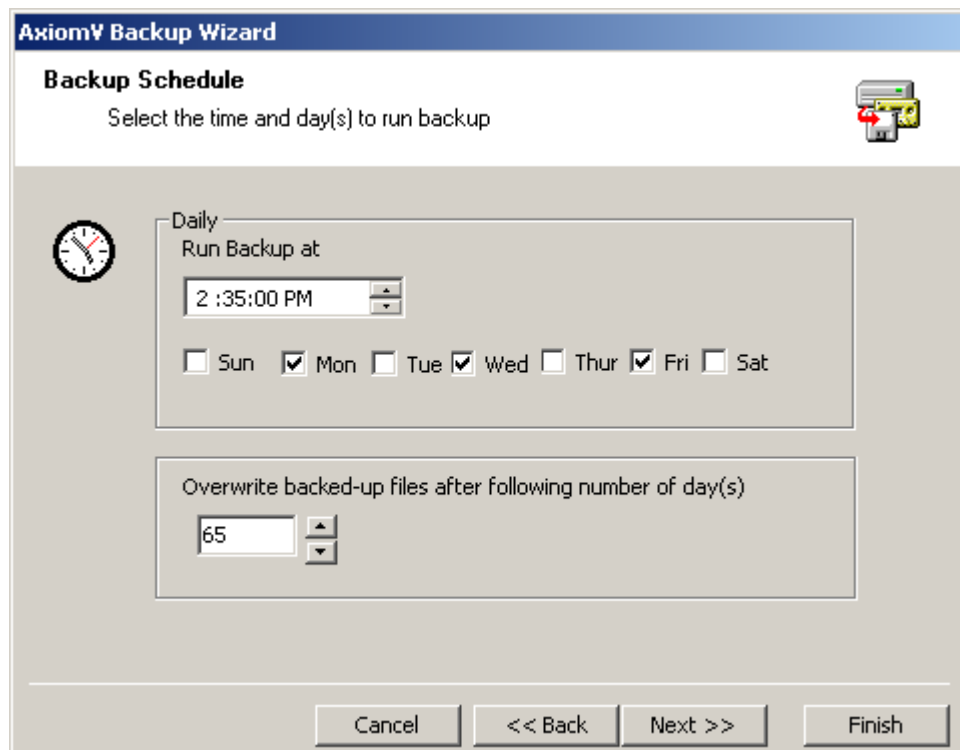 AxiomV Backup Wizard
Backup Schedule
Select the time and day(s) to run backup
Daily
Run Backup at
2 :35:00 PM
Sun Mon Tue Wed Thur Fri Sat
Overwrite backed-up files after following number of day(s)
65
Cancel << Back Next >> Finish